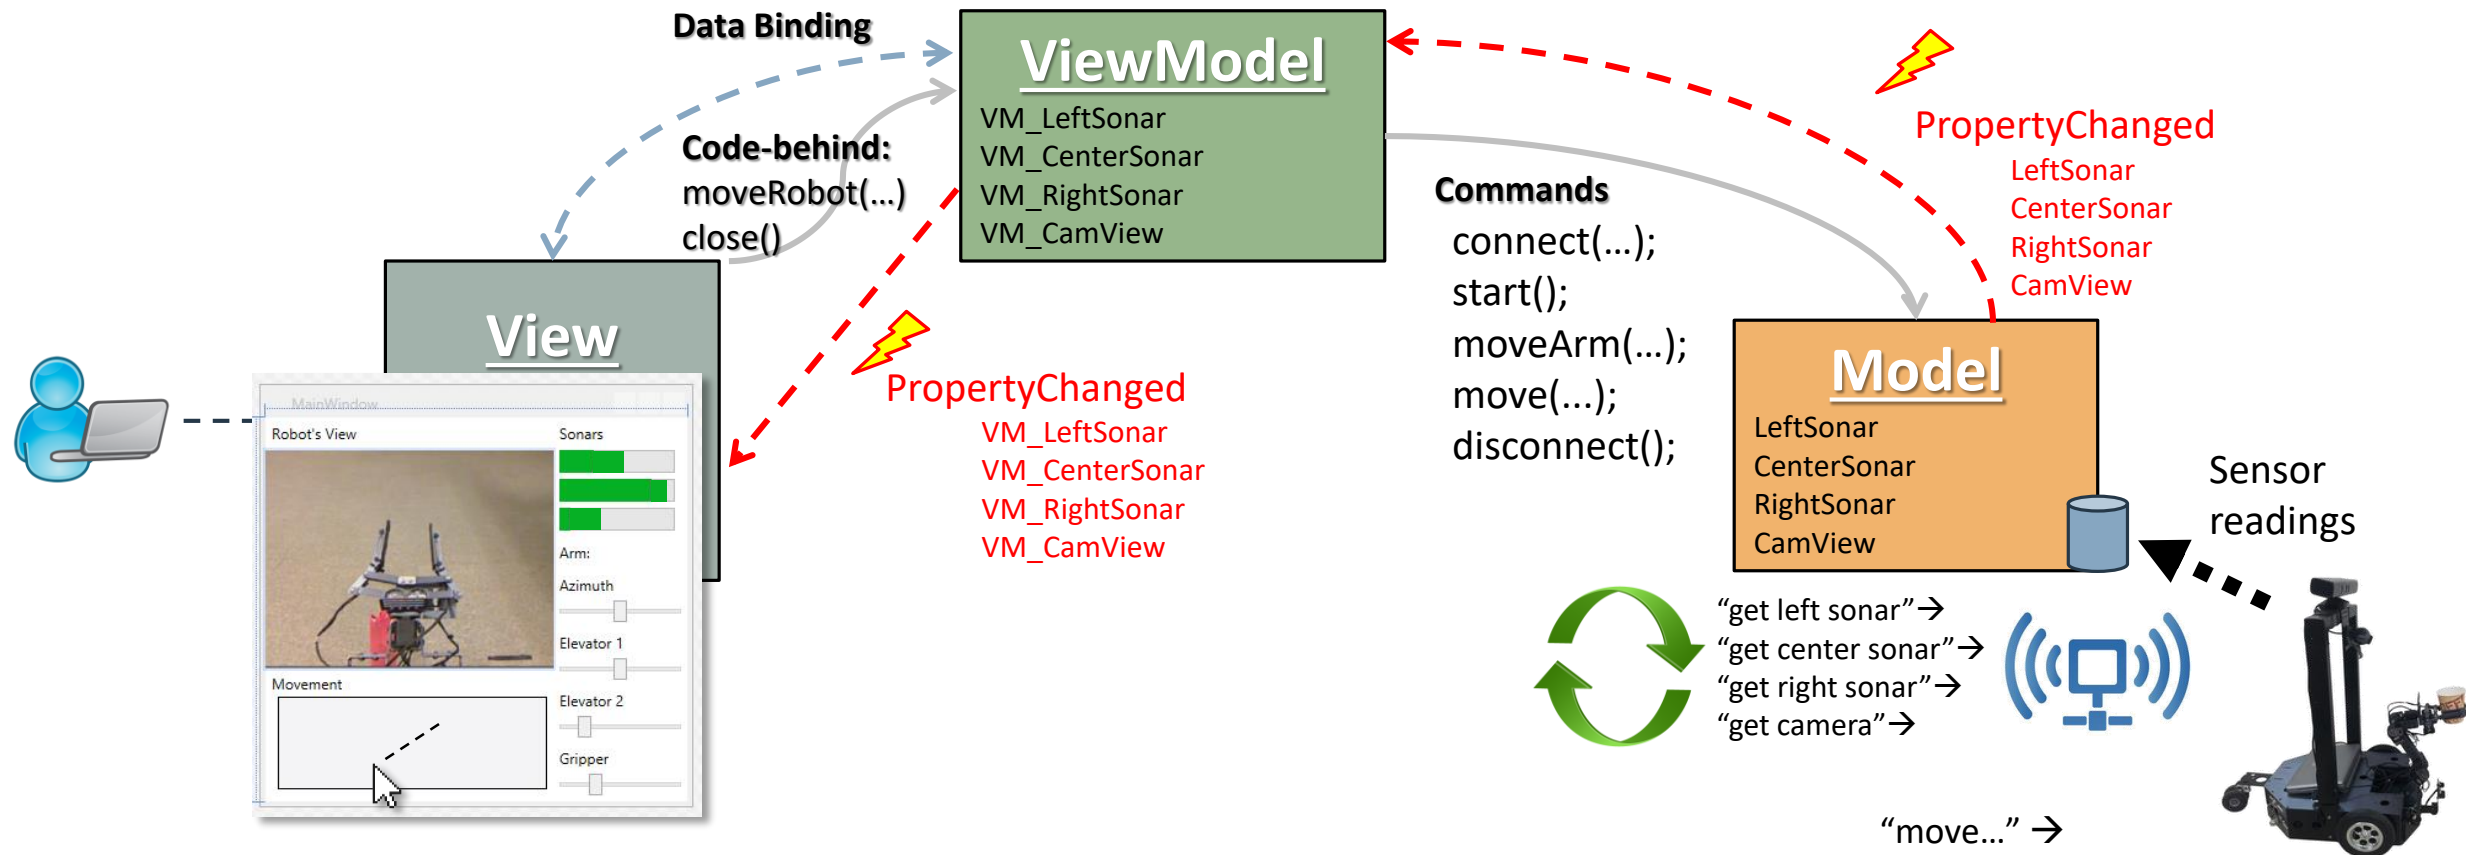 Data Binding
Code-behind:
moveRobot(…)
close()
ViewModel
VM_LeftSonar
VM_CenterSonar
VM_RightSonar
VM_CamView
PropertyChanged
LeftSonar
CenterSonar
RightSonar
CamView
Commands
connect(…);
start();
moveArm(…);
move(...);
disconnect();
View
PropertyChanged
VM_LeftSonar
VM_CenterSonar
VM_RightSonar
VM_CamView
MainWindow
Robot's View
Sonars
Arm:
Azimuth
Elevator 1
Elevator 2
Gripper
Movement
Model
LeftSonar
CenterSonar
RightSonar
CamView
Sensor
readings
“get left sonar”→
“get center sonar”→
“get right sonar”→
“get camera”→
“move…” →